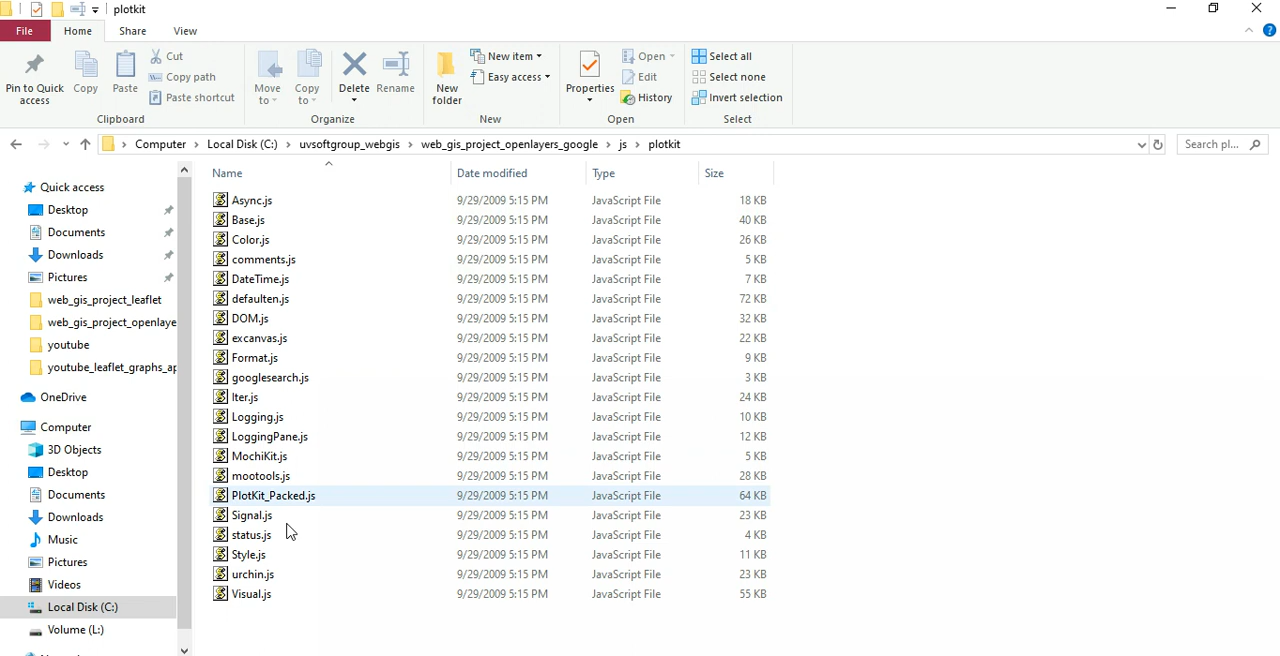 plotkit
File Home Share View
Pin to Quick access
Copy
Paste
Cut
Copy path
Paste shortcut
Clipboard
Move to
Copy to
Delete
Rename
Organize
New folder
New item
Easy access
New
Properties
Open
Edit
History
Open
Select all
Select none
Invert selection
Select
Computer › Local Disk (C:) › uvsoftgroup_webgis › web_gis_project_openlayers_google › js › plotkit
Search pl...
Quick access
Desktop
Documents
Downloads
Pictures
web_gis_project_leaflet
web_gis_project_openlaye
youtube
youtube_leaflet_graphs_ap
OneDrive
Computer
3D Objects
Desktop
Documents
Downloads
Music
Pictures
Videos
Local Disk (C:)
Volume (L:)
Name Date modified Type Size
Async.js 9/29/2009 5:15 PM JavaScript File 18 KB
Base.js 9/29/2009 5:15 PM JavaScript File 40 KB
Color.js 9/29/2009 5:15 PM JavaScript File 26 KB
comments.js 9/29/2009 5:15 PM JavaScript File 5 KB
DateTime.js 9/29/2009 5:15 PM JavaScript File 7 KB
defaulten.js 9/29/2009 5:15 PM JavaScript File 72 KB
DOM.js 9/29/2009 5:15 PM JavaScript File 32 KB
excanvas.js 9/29/2009 5:15 PM JavaScript File 22 KB
Format.js 9/29/2009 5:15 PM JavaScript File 9 KB
googlesearch.js 9/29/2009 5:15 PM JavaScript File 3 KB
Iter.js 9/29/2009 5:15 PM JavaScript File 24 KB
Logging.js 9/29/2009 5:15 PM JavaScript File 10 KB
LoggingPane.js 9/29/2009 5:15 PM JavaScript File 12 KB
MochiKit.js 9/29/2009 5:15 PM JavaScript File 5 KB
mootools.js 9/29/2009 5:15 PM JavaScript File 28 KB
PlotKit_Packed.js 9/29/2009 5:15 PM JavaScript File 64 KB
Signal.js 9/29/2009 5:15 PM JavaScript File 23 KB
status.js 9/29/2009 5:15 PM JavaScript File 4 KB
Style.js 9/29/2009 5:15 PM JavaScript File 11 KB
urchin.js 9/29/2009 5:15 PM JavaScript File 23 KB
Visual.js 9/29/2009 5:15 PM JavaScript File 55 KB